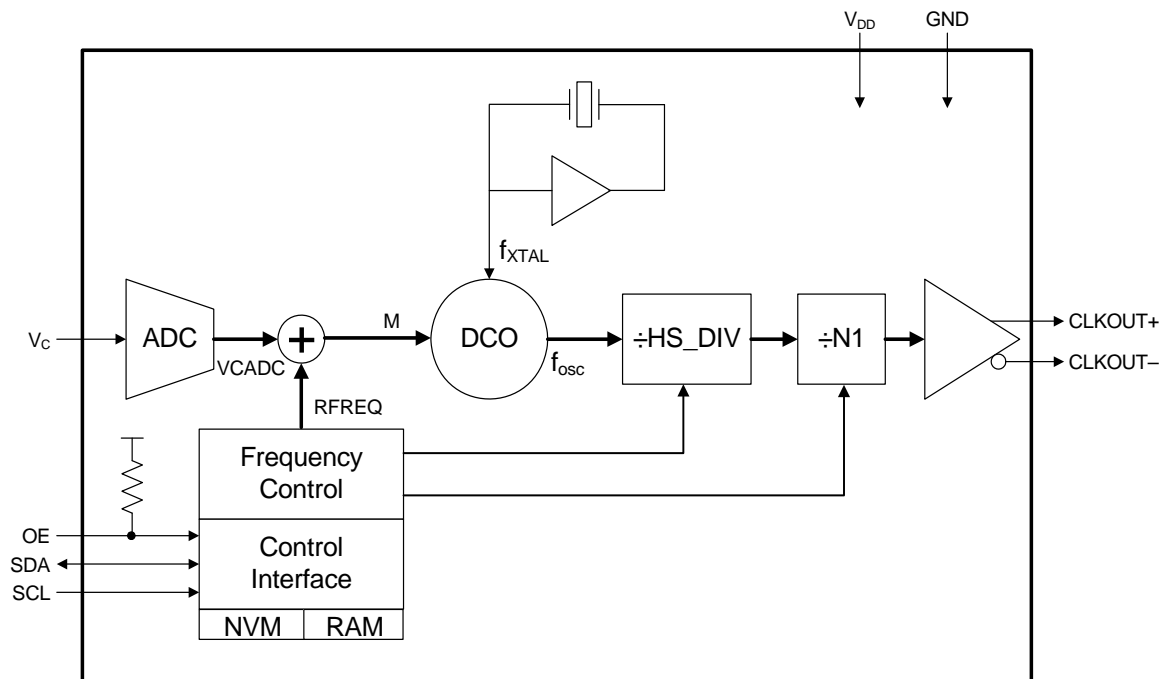 VDD
GND
fXTAL
VC
ADC
VCADC
+
M
DCO
fosc
÷HS_DIV
÷N1
CLKOUT+
CLKOUT–
RFREQ
Frequency
Control
OE
SDA
SCL
Control
Interface
NVM
RAM